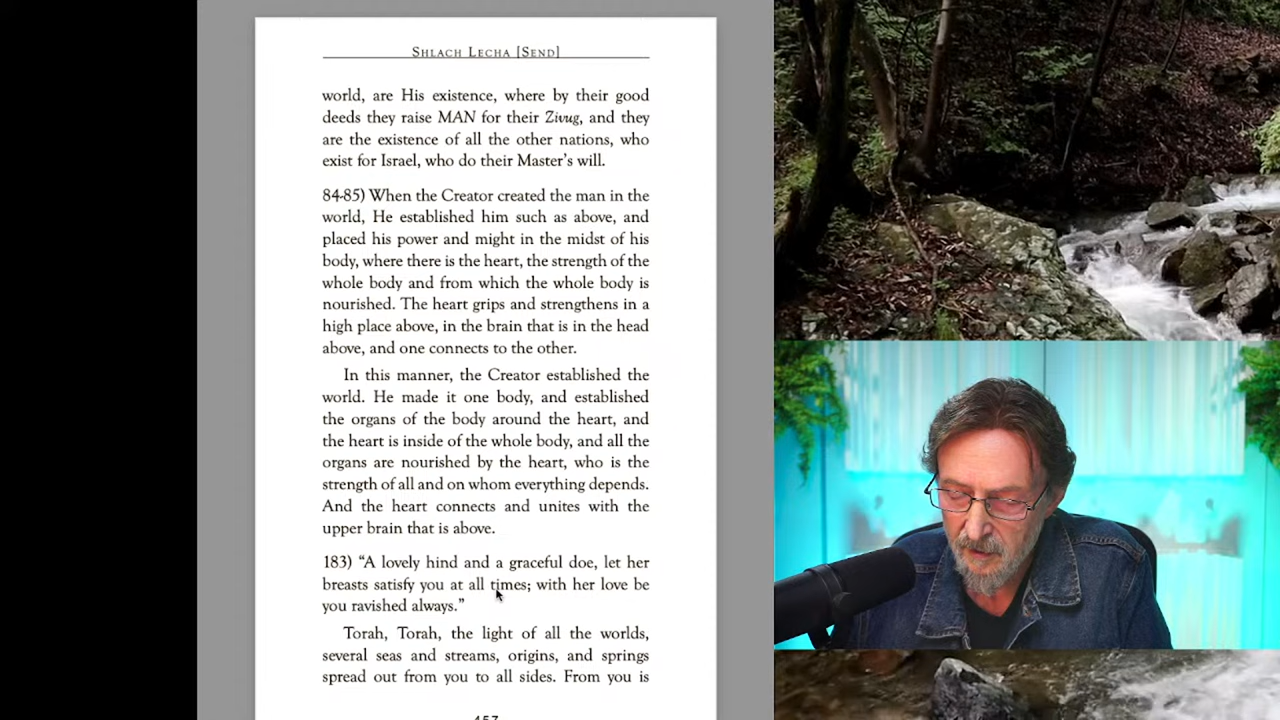 Shlach Lecha [Send]
world, are His existence, where by their good
deeds they raise MAN for their Zivug, and they
are the existence of all the other nations, who
exist for Israel, who do their Master's will.
84-85) When the Creator created the man in the
world, He established him such as above, and
placed his power and might in the midst of his
body, where there is the heart, the strength of the
whole body and from which the whole body is
nourished. The heart grips and strengthens in a
high place above, in the brain that is in the head
above, and one connects to the other.
In this manner, the Creator established the
world. He made it one body, and established
the organs of the body around the heart, and
the heart is inside of the whole body, and all the
organs are nourished by the heart, who is the
strength of all and on whom everything depends.
And the heart connects and unites with the
upper brain that is above.
183) “A lovely hind and a graceful doe, let her
breasts satisfy you at all times; with her love be
you ravished always.”
Torah, Torah, the light of all the worlds,
several seas and streams, origins, and springs
spread out from you to all sides. From you is